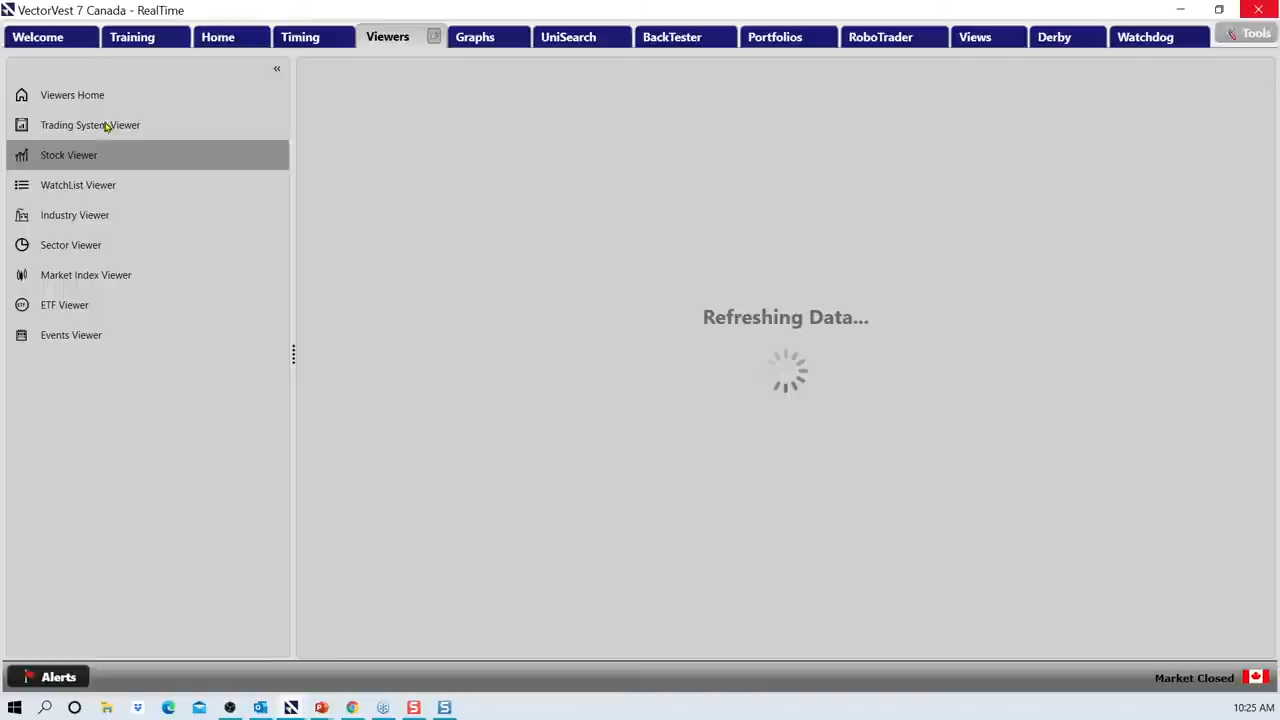 VectorVest 7 Canada - RealTime
Welcome Training Home Timing Viewers Graphs UniSearch BackTester Portfolios RoboTrader Views Derby Watchdog Tools
«
Viewers Home
Trading System Viewer
Stock Viewer
WatchList Viewer
Industry Viewer
Sector Viewer
Market Index Viewer
ETF Viewer
Events Viewer
Refreshing Data...
Alerts
Market Closed
10:25 AM